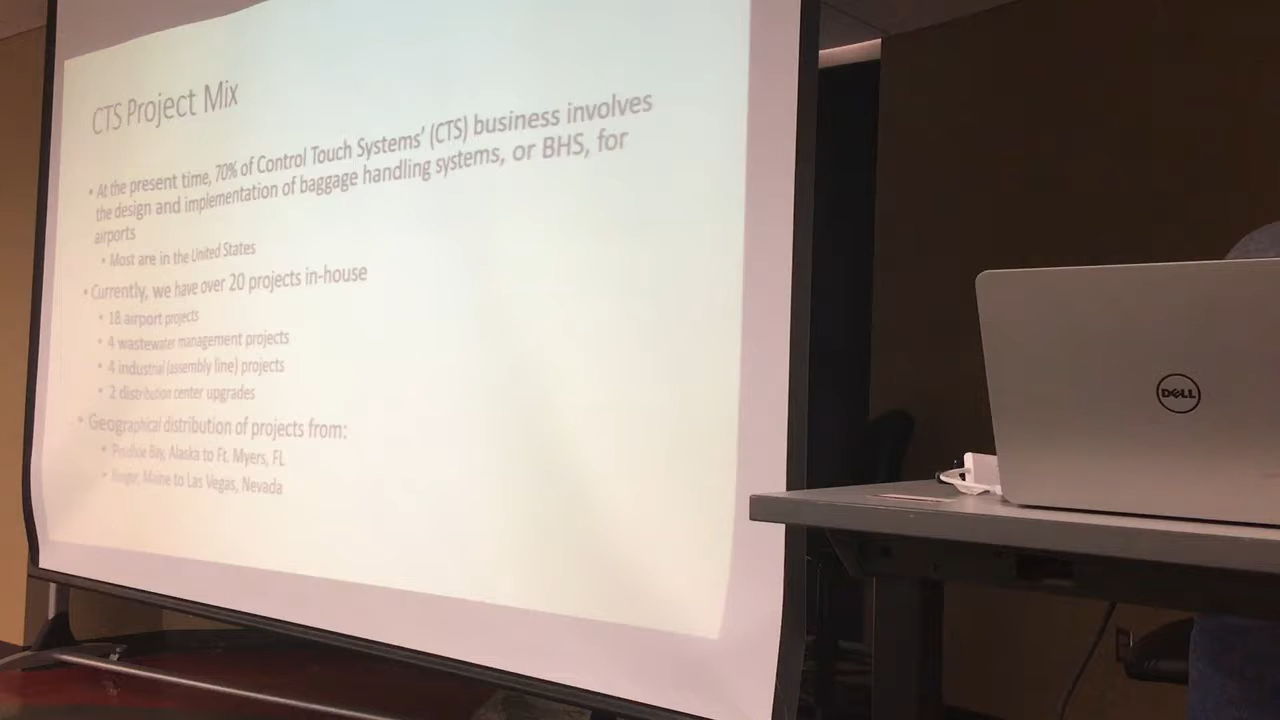 CTS Project Mix
• At the present time, 70% of Control Touch Systems’ (CTS) business involves
the design and implementation of baggage handling systems, or BHS, for
airports
• Most are in the United States
• Currently, we have over 20 projects in-house
• 18 airport projects
• 4 wastewater management projects
• 4 industrial (assembly line) projects
• 2 distribution center upgrades
• Geographical distribution of projects from:
• Bay, Alaska to Ft. Myers, FL
• Bangor, Maine to Las Vegas, Nevada
DELL